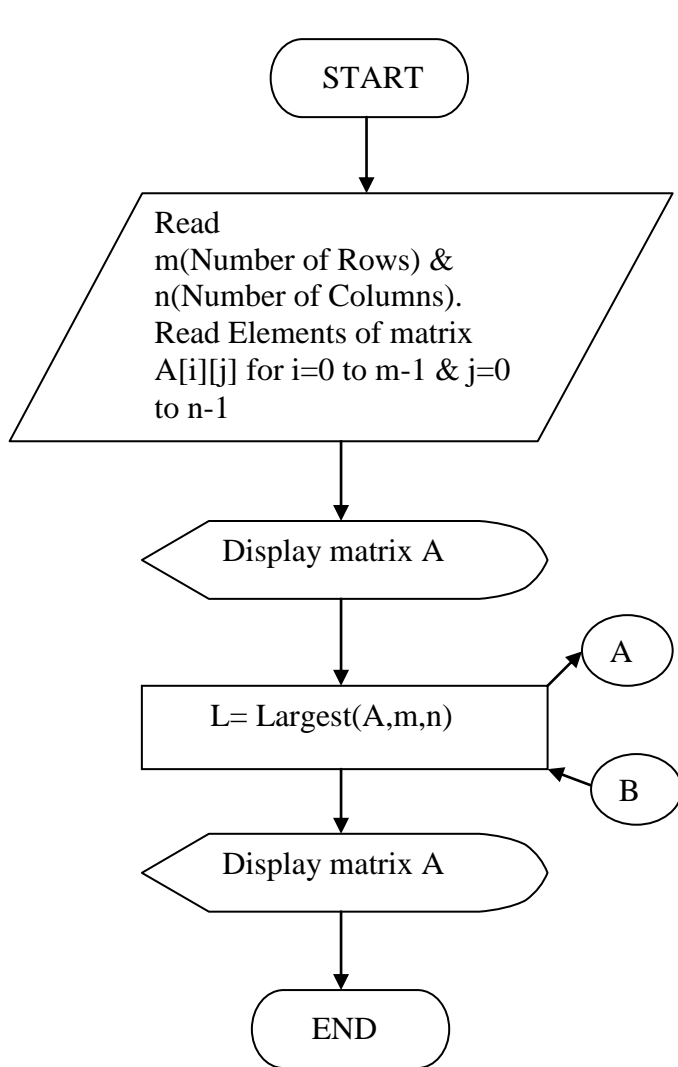 START
Read
m(Number of Rows) &
n(Number of Columns).
Read Elements of matrix
A[i][j] for i=0 to m-1 & j=0
to n-1
Display matrix A
A
L= Largest(A,m,n)
B
Display matrix A
END